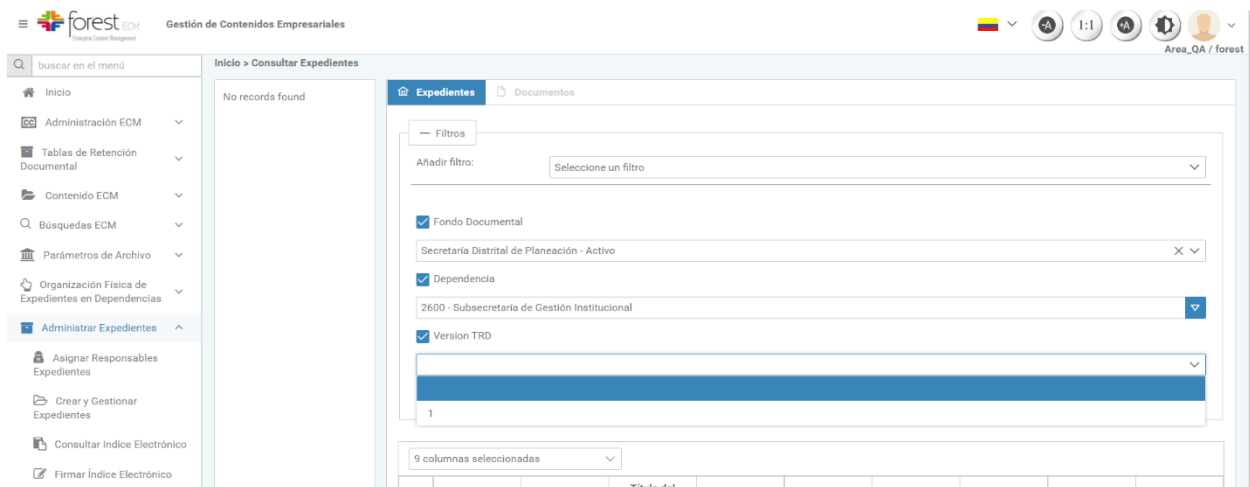 forest ECM
Enterprise Content Management
Gestión de Contenidos Empresariales
-A
1:1
+A
Area_QA / forest
buscar en el menú
Inicio
Administración ECM
Tablas de Retención
Documental
Contenido ECM
Búsquedas ECM
Parámetros de Archivo
Organización Física de
Expedientes en Dependencias
Administrar Expedientes
Asignar Responsables
Expedientes
Crear y Gestionar
Expedientes
Consultar Indice Electrónico
Firmar Índice Electrónico
Inicio > Consultar Expedientes
No records found
Expedientes
Documentos
Filtros
Añadir filtro:
Seleccione un filtro
Fondo Documental
Secretaría Distrital de Planeación - Activo
Dependencia
2600 - Subsecretaría de Gestión Institucional
Version TRD
1
9 columnas seleccionadas
Título del